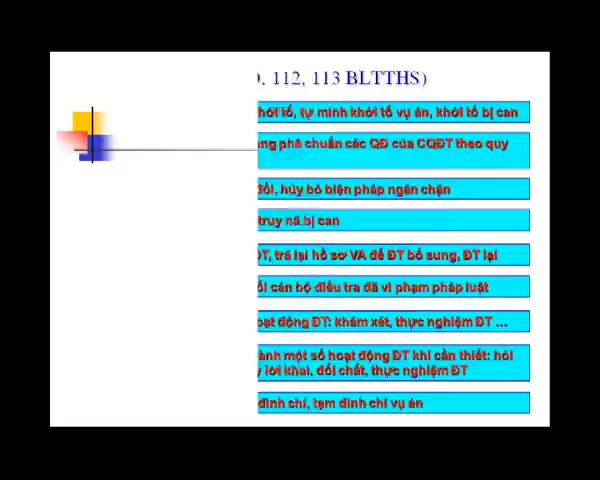 112, 113 BLTTHS)
khởi tố, tự mình khởi tố vụ án, khởi tố bị can
phê chuẩn các QĐ của CQĐT theo quy
đổi, hủy bỏ biện pháp ngăn chặn
truy nã bị can
ĐT, trả lại hồ sơ VA để ĐT bổ sung, ĐT lại
cán bộ điều tra đã vi phạm pháp luật
động ĐT: khám xét, thực nghiệm ĐT ...
một số hoạt động ĐT khi cần thiết: hỏi
lời khai, đối chất, thực nghiệm ĐT
đình chỉ, tạm đình chỉ vụ án